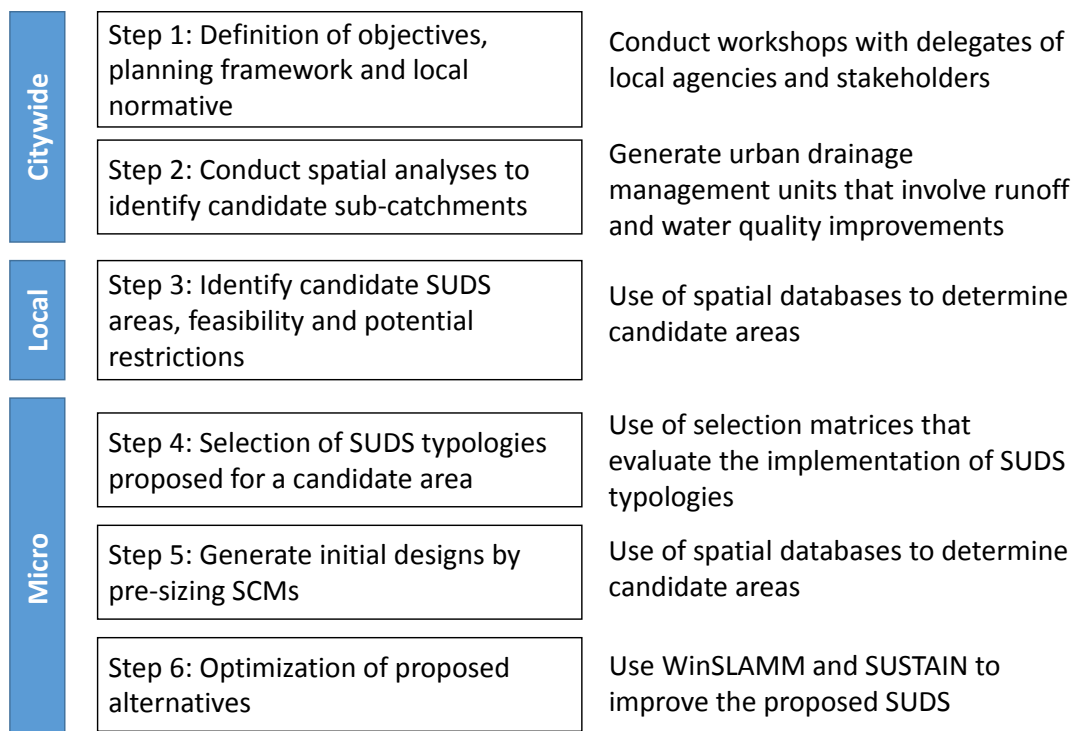 Citywide
Step 1: Definition of objectives,
planning framework and local
normative
Conduct workshops with delegates of
local agencies and stakeholders
Step 2: Conduct spatial analyses to
identify candidate sub-catchments
Generate urban drainage
management units that involve runoff
and water quality improvements
Local
Step 3: Identify candidate SUDS
areas, feasibility and potential
restrictions
Use of spatial databases to determine
candidate areas
Micro
Step 4: Selection of SUDS typologies
proposed for a candidate area
Use of selection matrices that
evaluate the implementation of SUDS
typologies
Step 5: Generate initial designs by
pre-sizing SCMs
Use of spatial databases to determine
candidate areas
Step 6: Optimization of proposed
alternatives
Use WinSLAMM and SUSTAIN to
improve the proposed SUDS